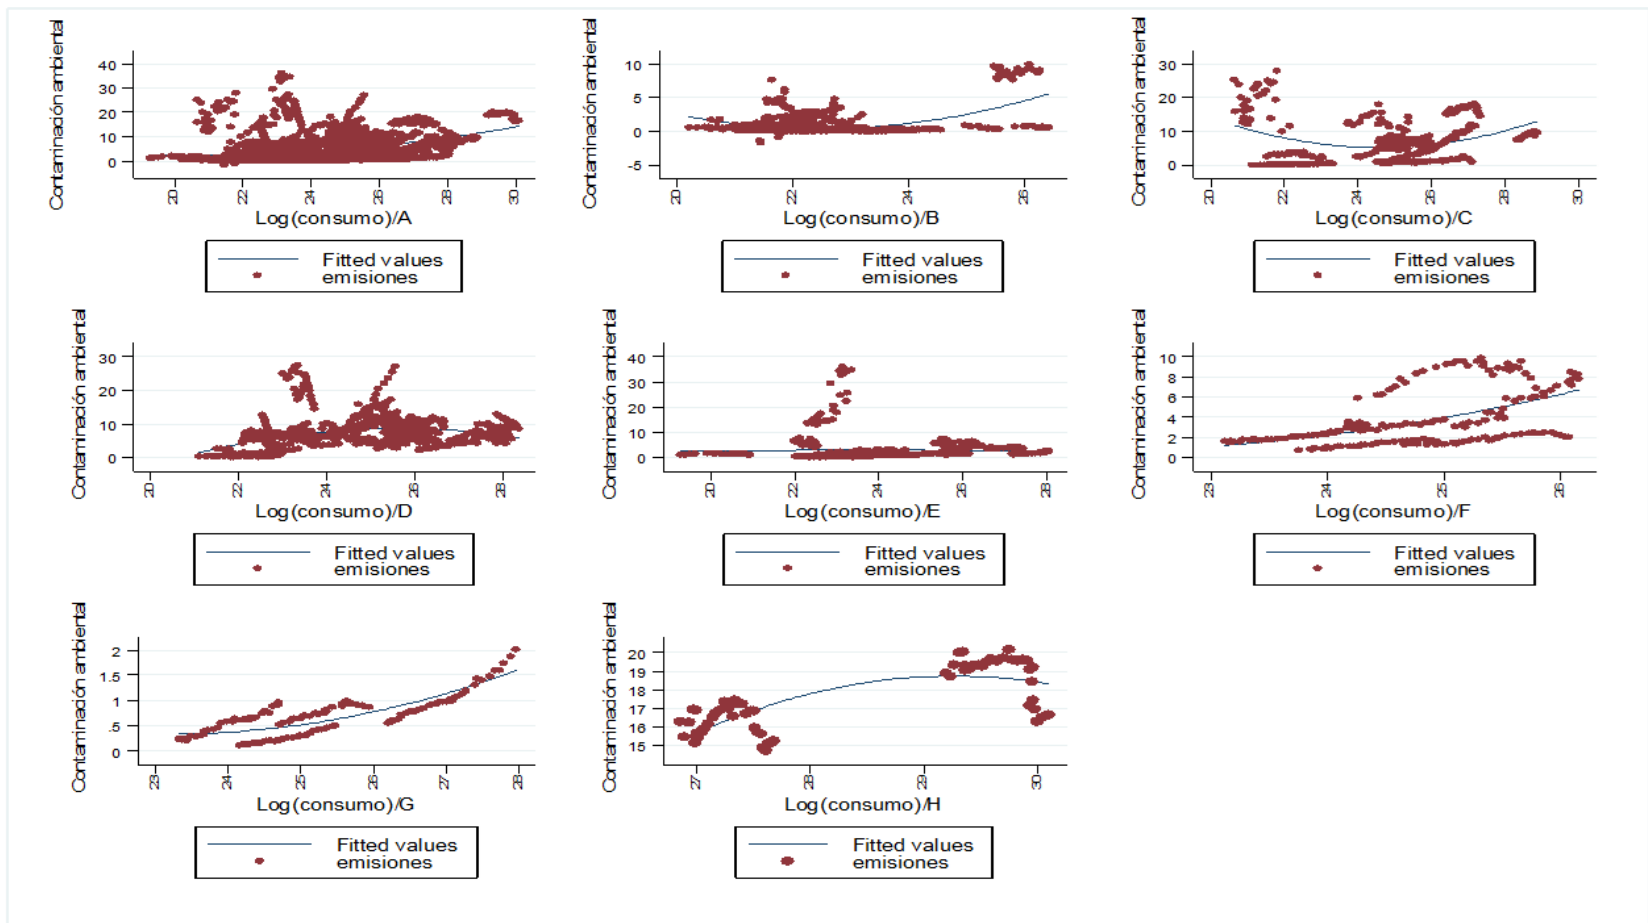 Contaminación ambiental
40
30
20
10
0
20
22
24
26
28
30
Log(consumo)/A
Fitted values
emisiones
Contaminación ambiental
10
5
0
-5
20
22
24
26
Log(consumo)/B
Fitted values
emisiones
Contaminación ambiental
30
20
10
0
20
22
24
26
28
30
Log(consumo)/C
Fitted values
emisiones
Contaminación ambiental
30
20
10
0
20
22
24
26
28
Log(consumo)/D
Fitted values
emisiones
Contaminación ambiental
40
30
20
10
0
20
22
24
26
28
Log(consumo)/E
Fitted values
emisiones
Contaminación ambiental
10
8
6
4
2
0
23
24
25
26
Log(consumo)/F
Fitted values
emisiones
Contaminación ambiental
2
1.5
1
.5
0
23
24
25
26
27
28
Log(consumo)/G
Fitted values
emisiones
Contaminación ambiental
20
19
18
17
16
15
27
28
29
30
Log(consumo)/H
Fitted values
emisiones